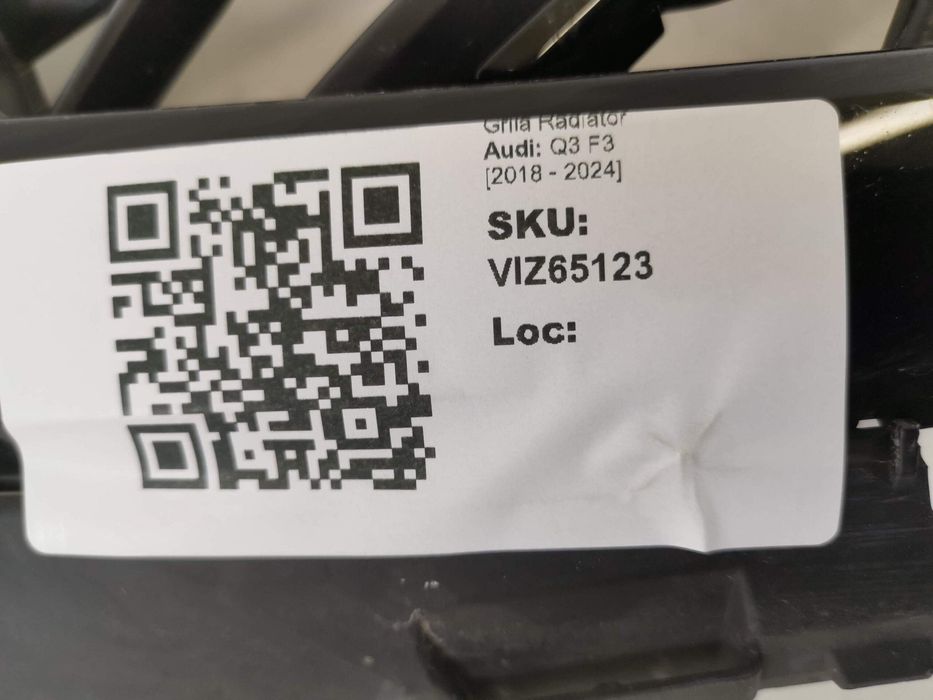 Grila Radiator
Audi: Q3 F3
[2018 - 2024]
SKU:
VIZ65123
Loc: